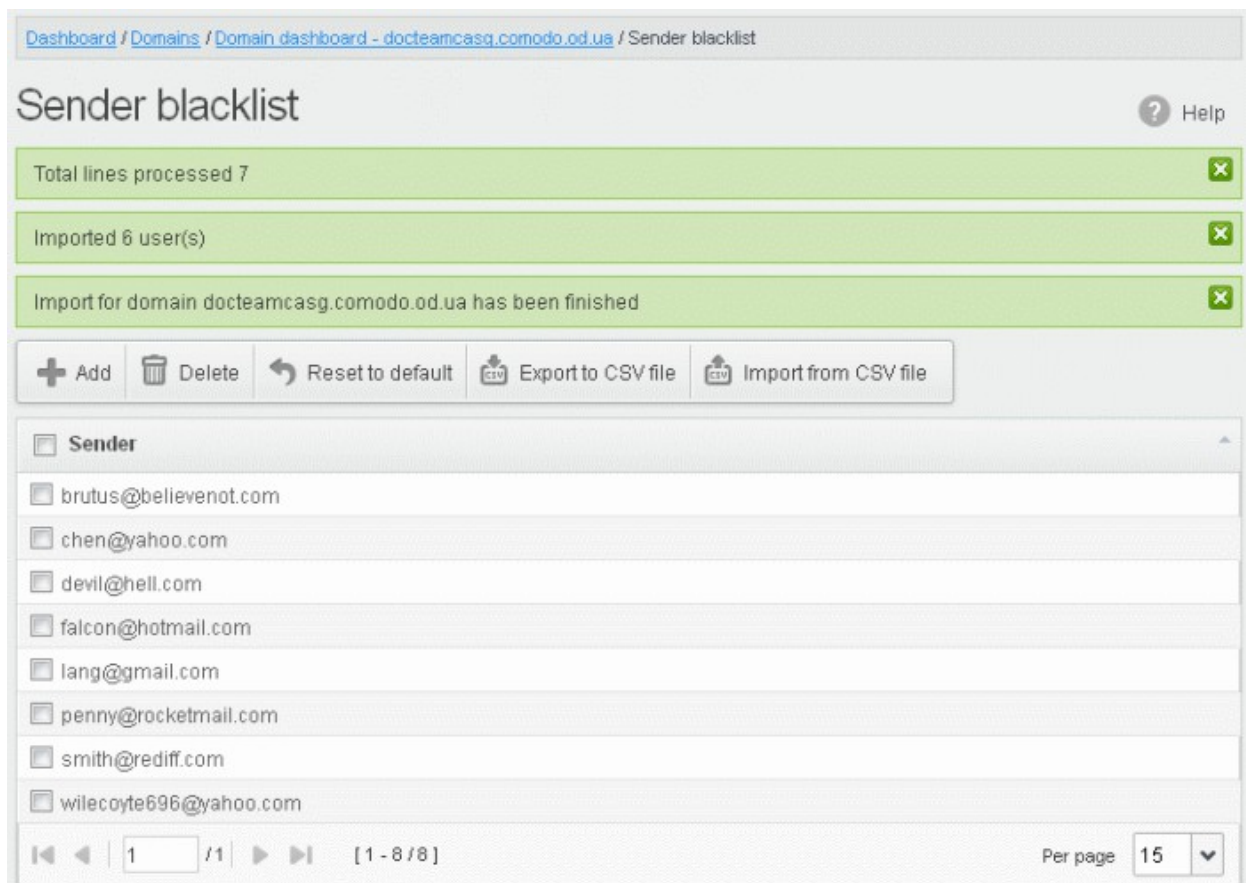 Dashboard / Domains / Domain dashboard - docteamcasg.comodo.od.ua / Sender blacklist
Sender blacklist
? Help
Total lines processed 7
Imported 6 user(s)
Import for domain docteamcasg.comodo.od.ua has been finished
Add Delete Reset to default CSV Export to CSV file CSV Import from CSV file
Sender
brutus@believenot.com
chen@yahoo.com
devil@hell.com
falcon@hotmail.com
lang@gmail.com
penny@rocketmail.com
smith@rediff.com
wilecoyte696@yahoo.com
1 /1 [1-8/8] Per page 15